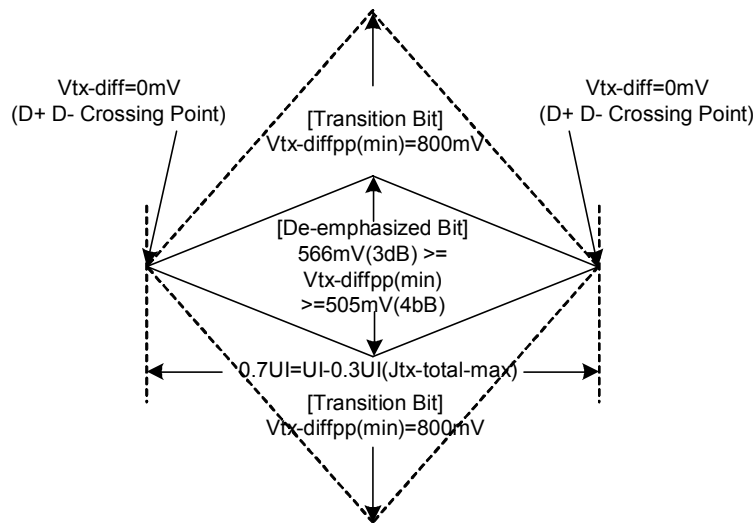 Vtx-diff=0mV
(D+ D- Crossing Point)
Vtx-diff=0mV
(D+ D- Crossing Point)
[Transition Bit]
Vtx-diffpp(min)=800mV
[De-emphasized Bit]
566mV(3dB) >=
Vtx-diffpp(min)
>=505mV(4bB)
0.7UI=UI-0.3UI(Jtx-total-max)
[Transition Bit]
Vtx-diffpp(min)=800mV